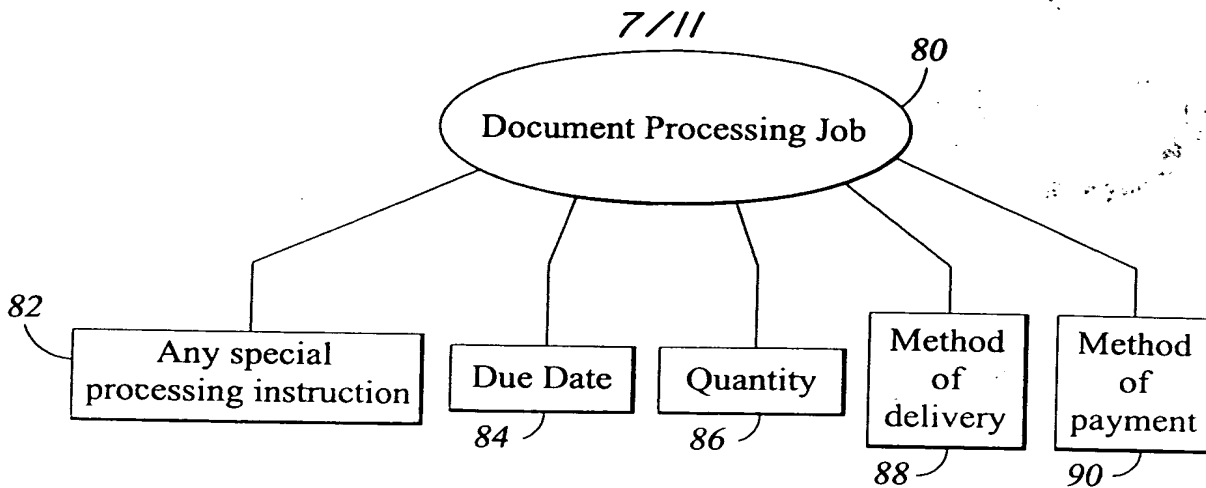 7/11
80
Document Processing Job
82
Any special
processing instruction
Due Date
84
Quantity
86
Method
of
delivery
88
Method
of
payment
90